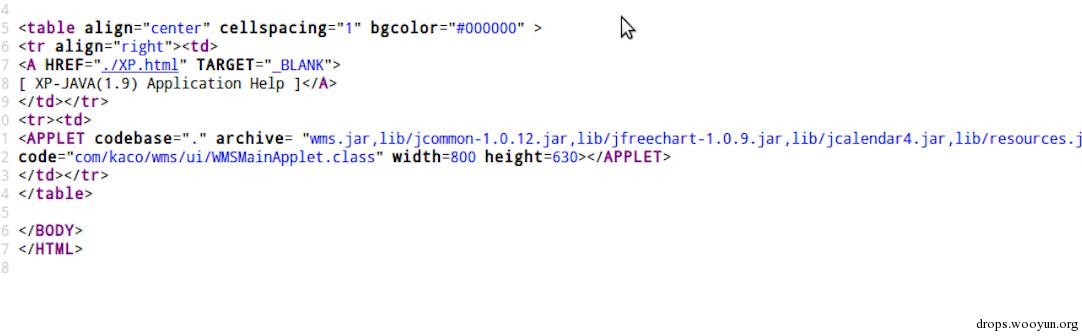 4
5 <table align="center" cellspacing="1" bgcolor="#000000" >
6 <tr align="right"><td>
7 <A HREF="./XP.html" TARGET="_BLANK">
8 [ XP-JAVA(1.9) Application Help ]</A>
9 </td></tr>
0 <tr><td>
1 <APPLET codebase="." archive= "wms.jar,lib/jcommon-1.0.12.jar,lib/jfreechart-1.0.9.jar,lib/jcalendar4.jar,lib/resources.j
2 code="com/kaco/wms/ui/WMSMainApplet.class" width=800 height=630></APPLET>
3 </td></tr>
4 </table>
5
6 </BODY>
7 </HTML>
8
drops.wooyun.org